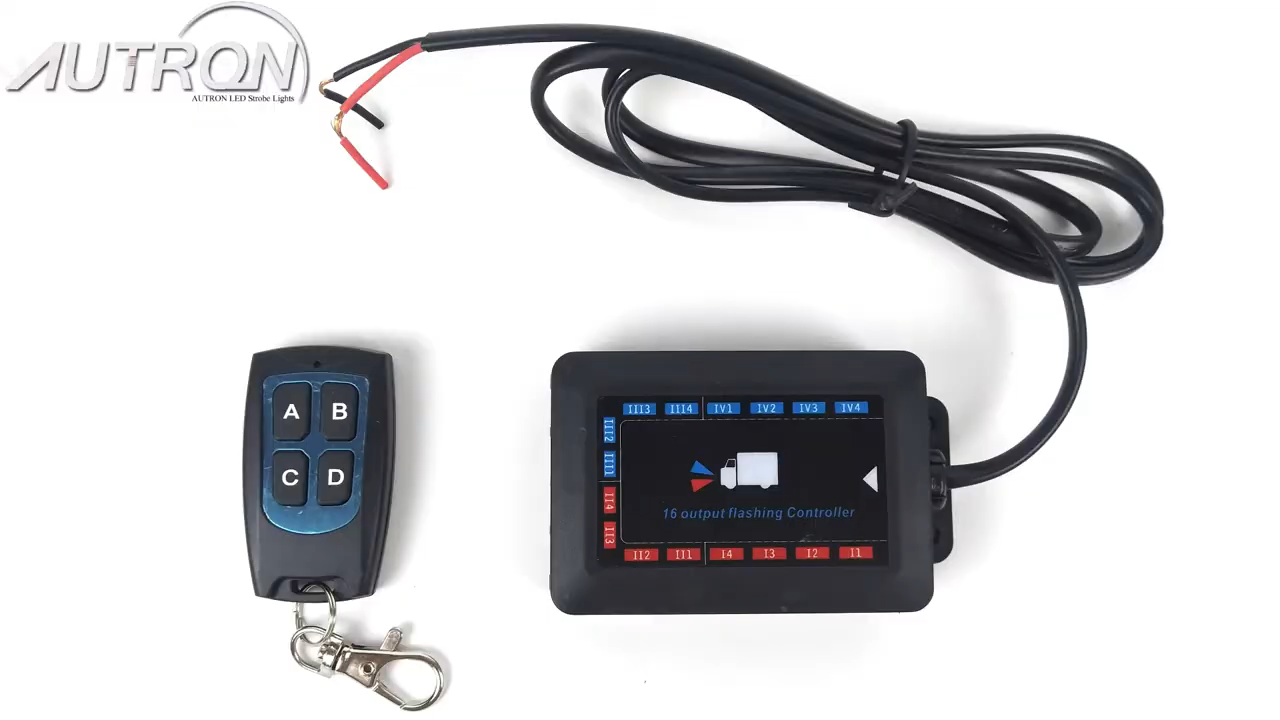 AUTRON
AUTRON LED Strobe Lights
A B
C D
III3 III4 IV1 IV2 IV3 IV4
III2
III1
II4
II3
16 output flashing Controller
II2 II1 I4 I3 I2 I1